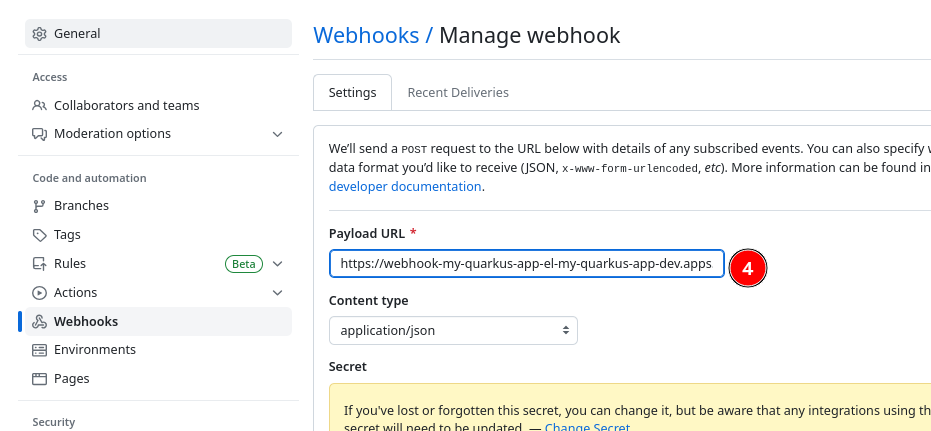 General
Access
Collaborators and teams
Moderation options
Code and automation
Branches
Tags
Rules Beta
Actions
Webhooks
Environments
Pages
Security
Webhooks / Manage webhook
Settings Recent Deliveries
We'll send a POST request to the URL below with details of any subscribed events. You can also specify
data format you'd like to receive (JSON, x-www-form-urlencoded, etc). More information can be found in
developer documentation.
Payload URL *
https://webhook-my-quarkus-app-el-my-quarkus-app-dev.apps
4
Content type
application/json
Secret
If you've lost or forgotten this secret, you can change it, but be aware that any integrations using
secret will need to be updated. — Change Secret